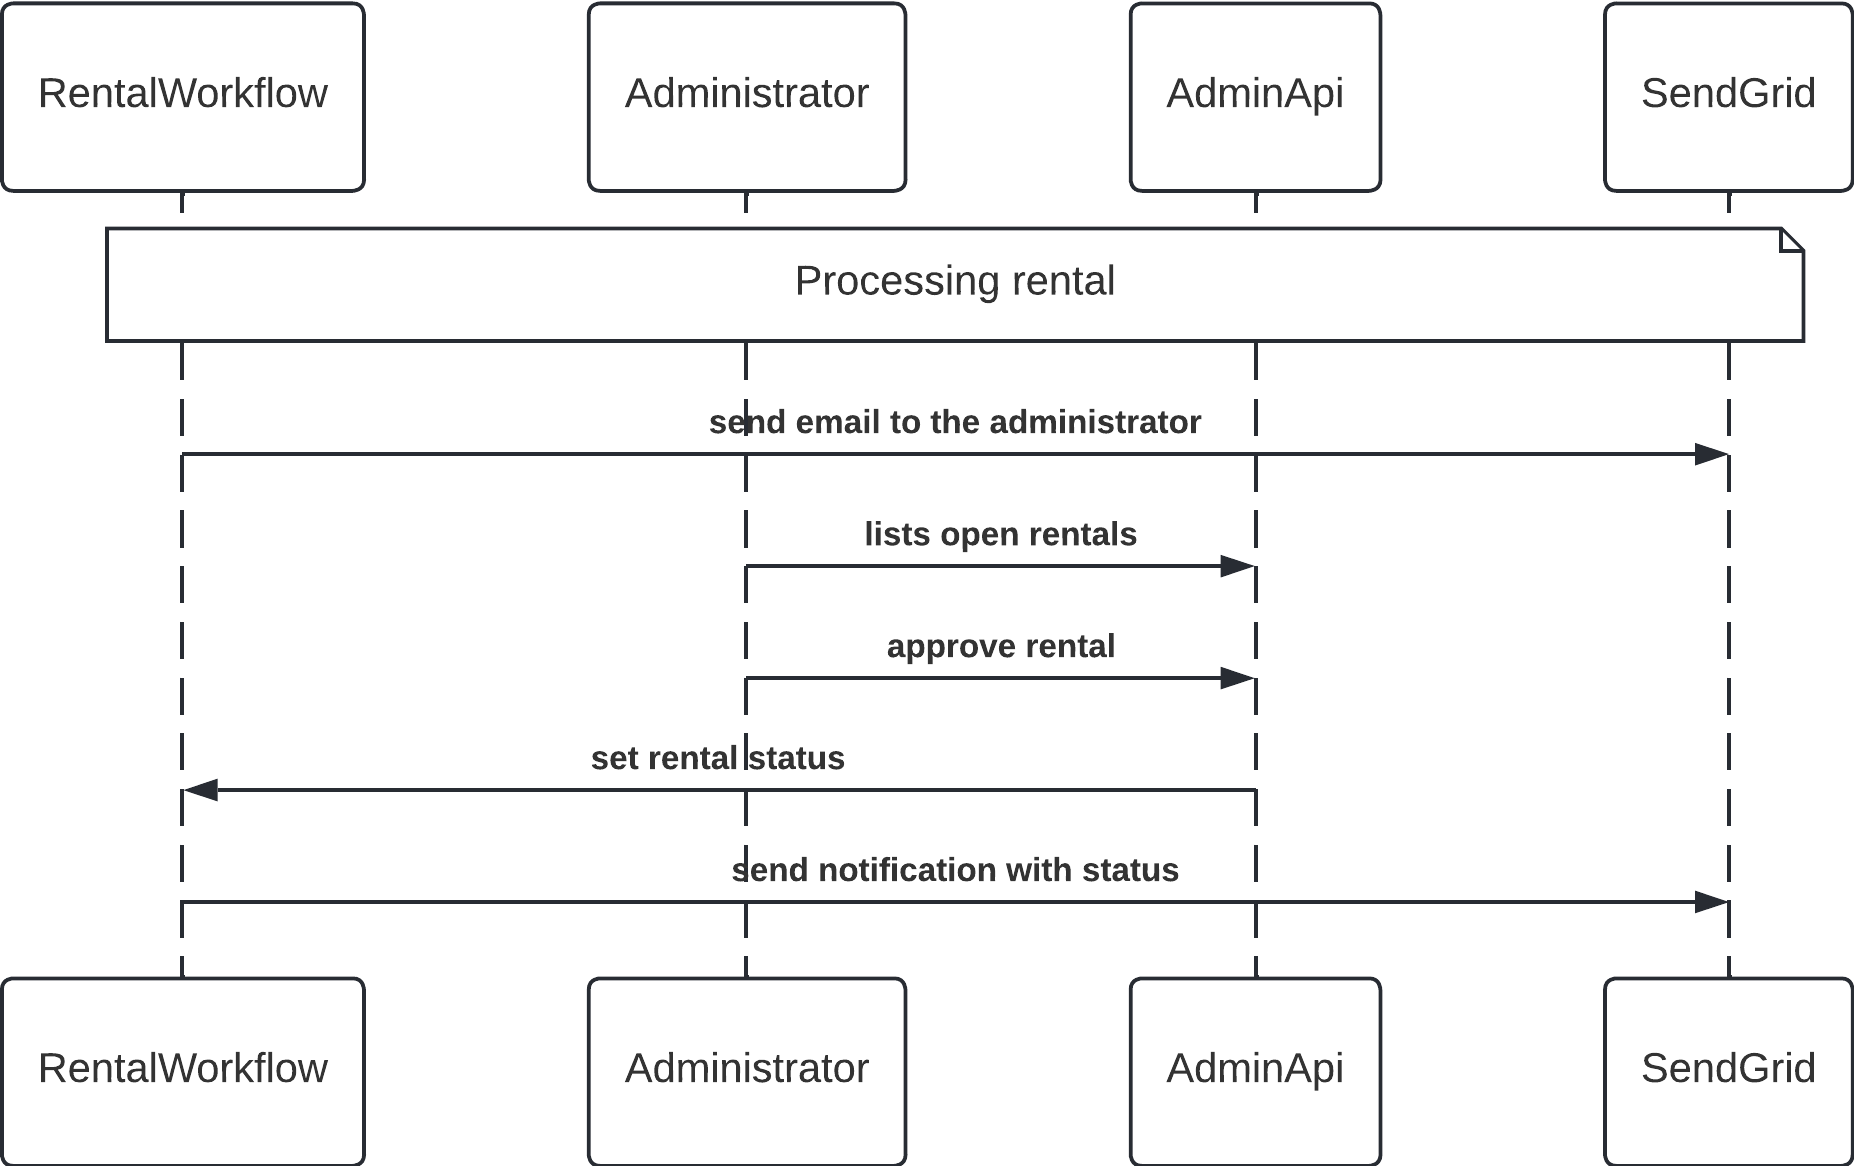 RentalWorkflow
Administrator
AdminApi
SendGrid
Processing rental
send email to the administrator
lists open rentals
approve rental
set rental status
send notification with status
RentalWorkflow
Administrator
AdminApi
SendGrid